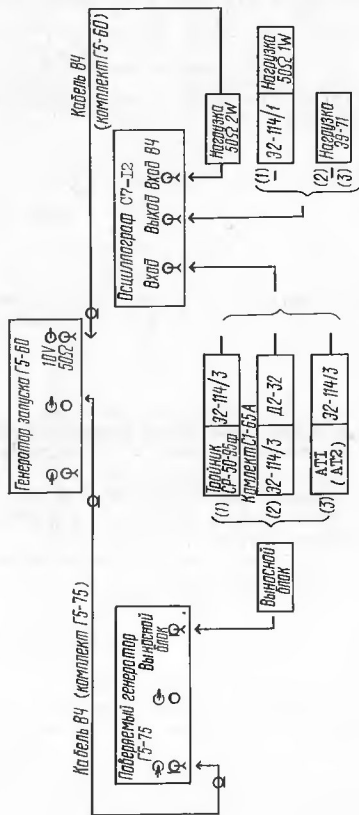 Кабель ВЧ (комплект Г5-75)
Кабель ВЧ
(комплект Г5-60)
Генератор запуска Г5-60
10V
50Ω
Поверяемый генератор
Г5-75
Выносной
блок
Осциллограф С7-12
Вход
Выход
Вход ВЧ
Выносной
блок
(1)
Тройник
СР-50-95ф
Э2-114/3
Комплект С1-65А
(2)
Э2-114/3
Д2-32
(3)
АТ1
(АТ2)
Э2-114/3
Нагрузка
50Ω 2W
(1)
Э2-114/1
Нагрузка
50Ω 1W
(2)
(3)
Нагрузка
Э9-71